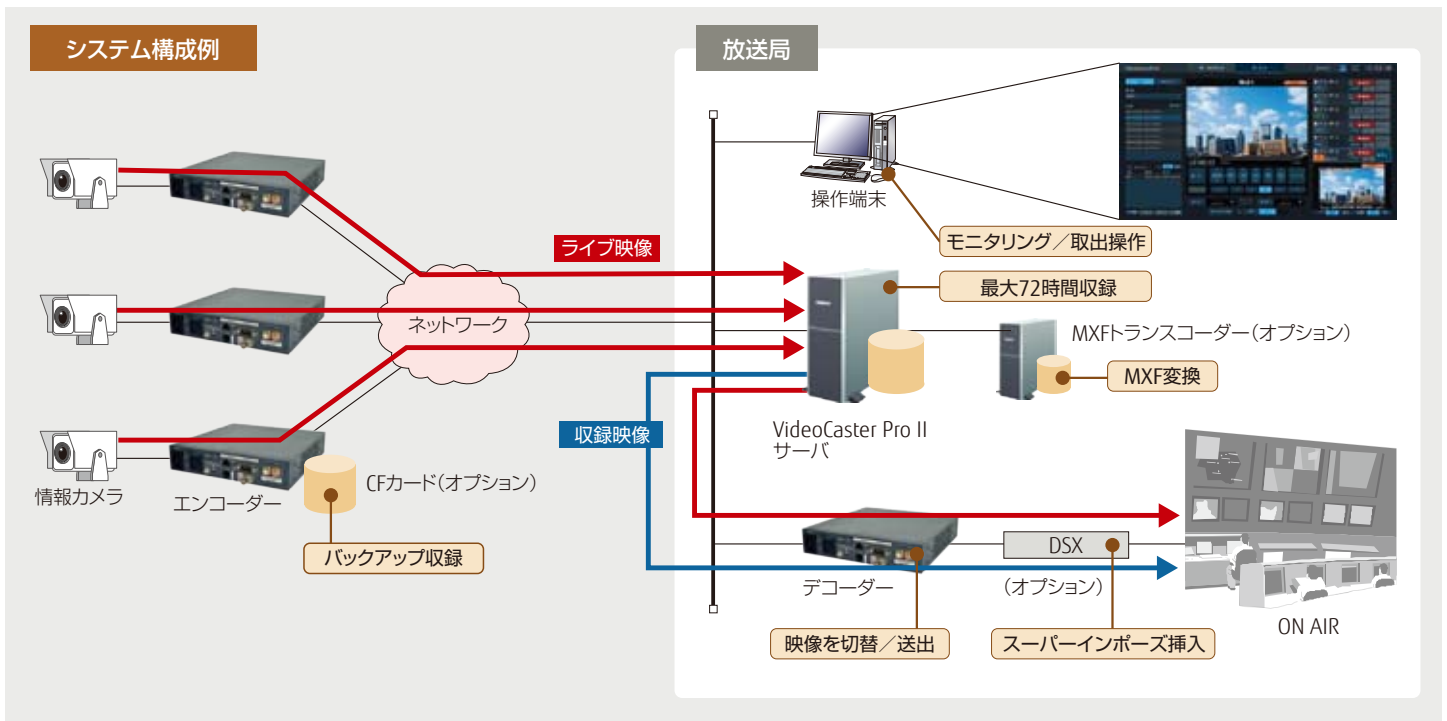 システム構成例
放送局
操作端末
モニタリング／取出操作
ライブ映像
最大72時間収録
ネットワーク
MXFトランスコーダー（オプション）
MXF変換
収録映像
VideoCaster Pro II
サーバ
情報カメラ
エンコーダー
CFカード（オプション）
バックアップ収録
DSX
デコーダー
（オプション）
ON AIR
映像を切替／送出
スーパーインポーズ挿入